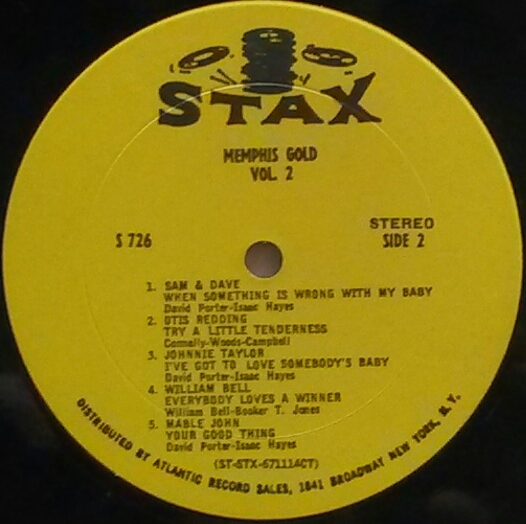 STAX
MEMPHIS GOLD
VOL. 2
S 726
STEREO
SIDE 2
1. SAM & DAVE
WHEN SOMETHING IS WRONG WITH MY BABY
David Porter-Isaac Hayes
2. OTIS REDDING
TRY A LITTLE TENDERNESS
Connelly-Woods-Campbell
3. JOHNNIE TAYLOR
I'VE GOT TO LOVE SOMEBODY'S BABY
David Porter-Isaac Hayes
4. WILLIAM BELL
EVERYBODY LOVES A WINNER
William Bell-Booker T. Jones
5. MABLE JOHN
YOUR GOOD THING
David Porter-Isaac Hayes
(ST-STX-671114CT)
DISTRIBUTED BY ATLANTIC RECORD SALES, 1841 BROADWAY NEW YORK, N.Y.